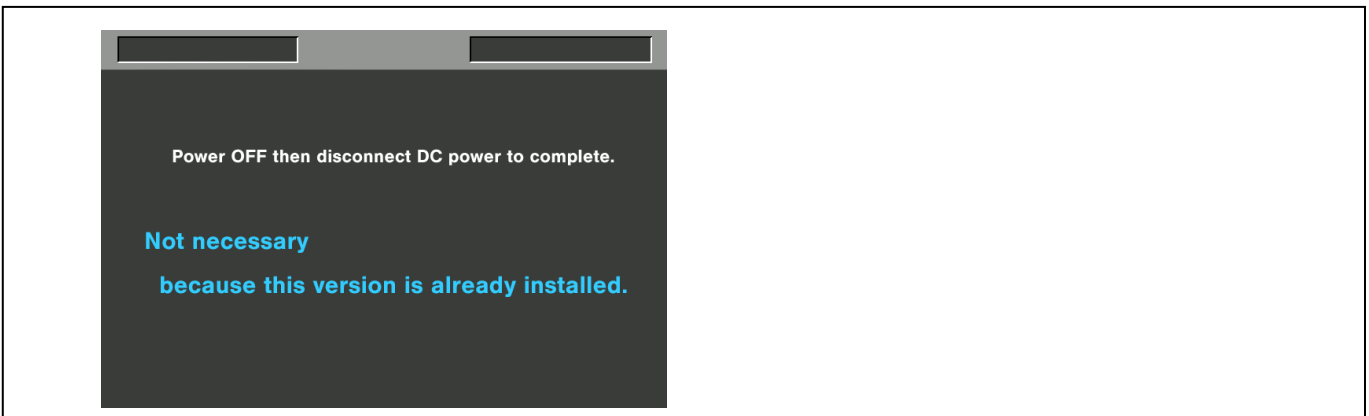 Power OFF then disconnect DC power to complete.
Not necessary
because this version is already installed.